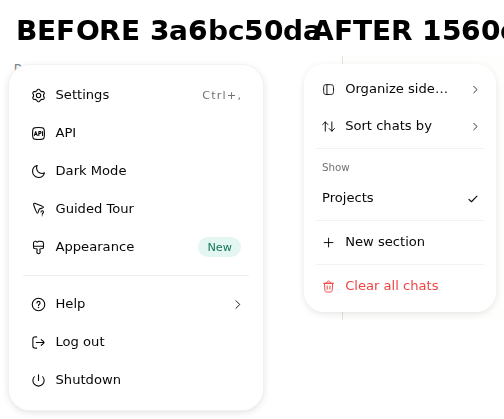 BEFORE 3a6bc50da
AFTER 1560
Settings Ctrl+,
API
Dark Mode
Guided Tour
Appearance New
Help
Log out
Shutdown
Organize side...
Sort chats by
Show
Projects
New section
Clear all chats